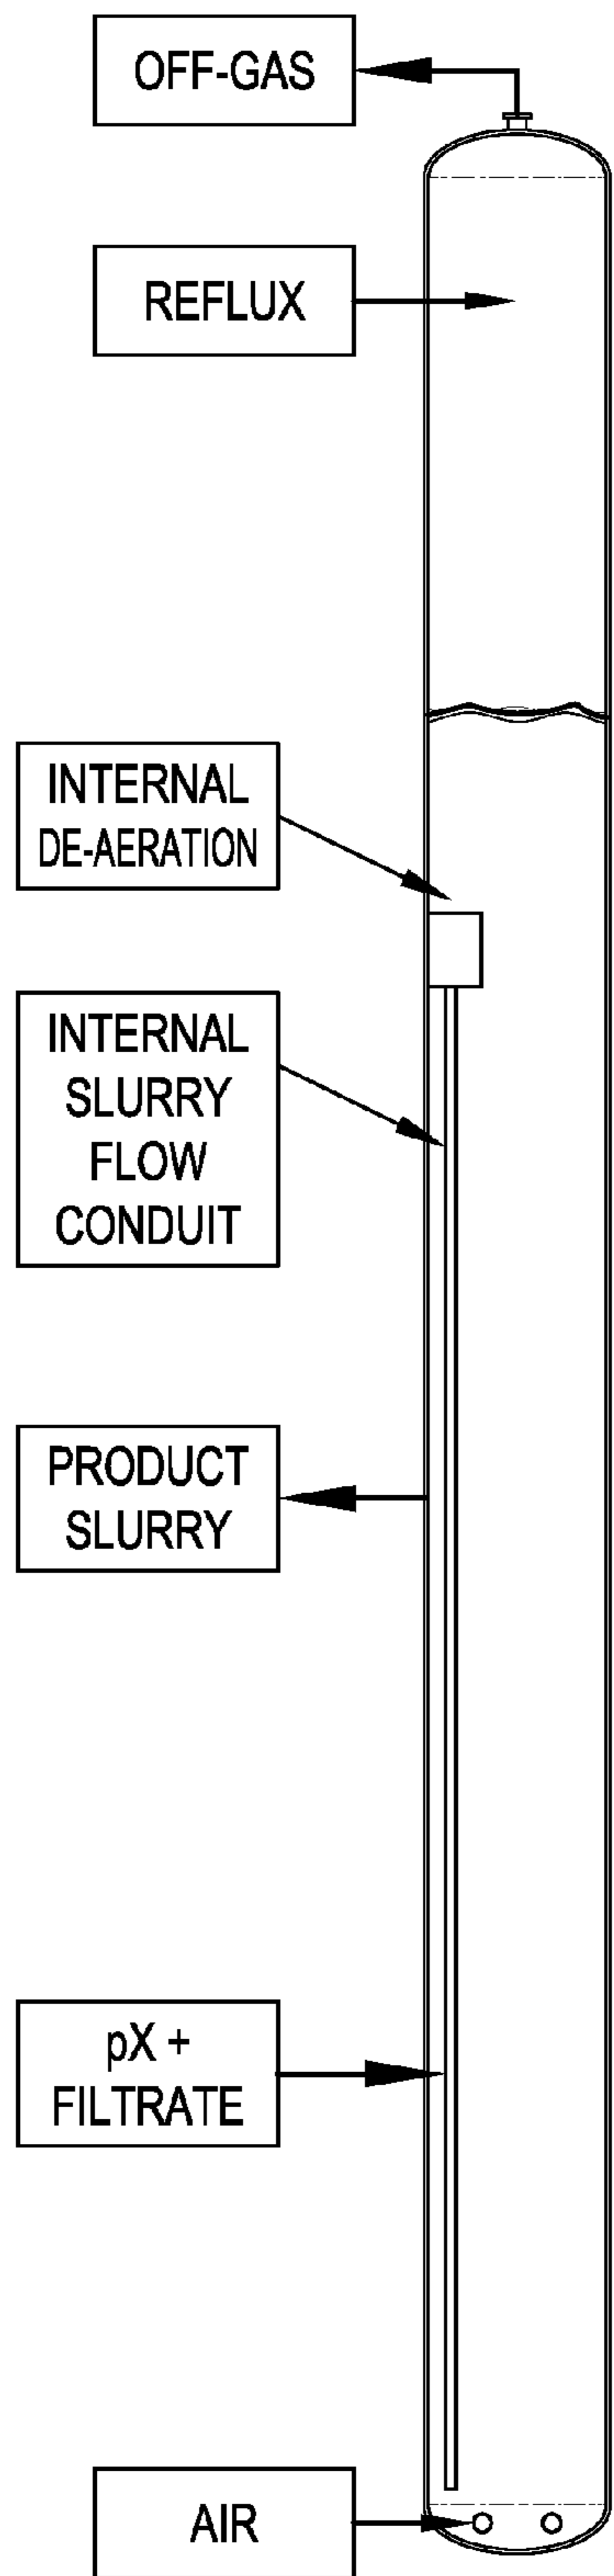 OFF-GAS
REFLUX
INTERNAL
DE-AERATION
INTERNAL
SLURRY
FLOW
CONDUIT
PRODUCT
SLURRY
pX +
FILTRATE
AIR